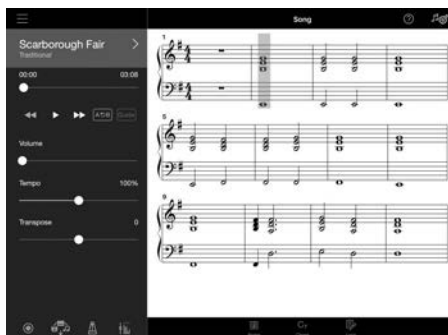 Song
Scarborough Fair
Traditional
00:00 03:08
Volume
Tempo 100%
Transpose 0
1
5
9